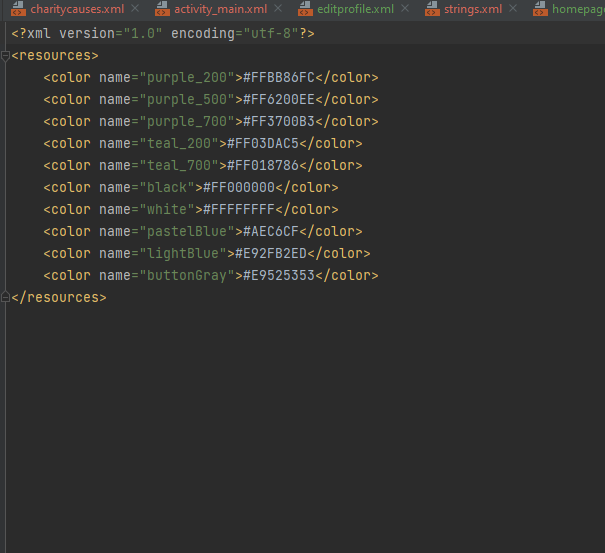 charitycauses.xml activity_main.xml editprofile.xml strings.xml homepag
<?xml version="1.0" encoding="utf-8"?>
<resources>
    <color name="purple_200">#FFBB86FC</color>
    <color name="purple_500">#FF6200EE</color>
    <color name="purple_700">#FF3700B3</color>
    <color name="teal_200">#FF03DAC5</color>
    <color name="teal_700">#FF018786</color>
    <color name="black">#FF000000</color>
    <color name="white">#FFFFFFFF</color>
    <color name="pastelBlue">#AEC6CF</color>
    <color name="lightBlue">#E92FB2ED</color>
    <color name="buttonGray">#E9525353</color>
</resources>